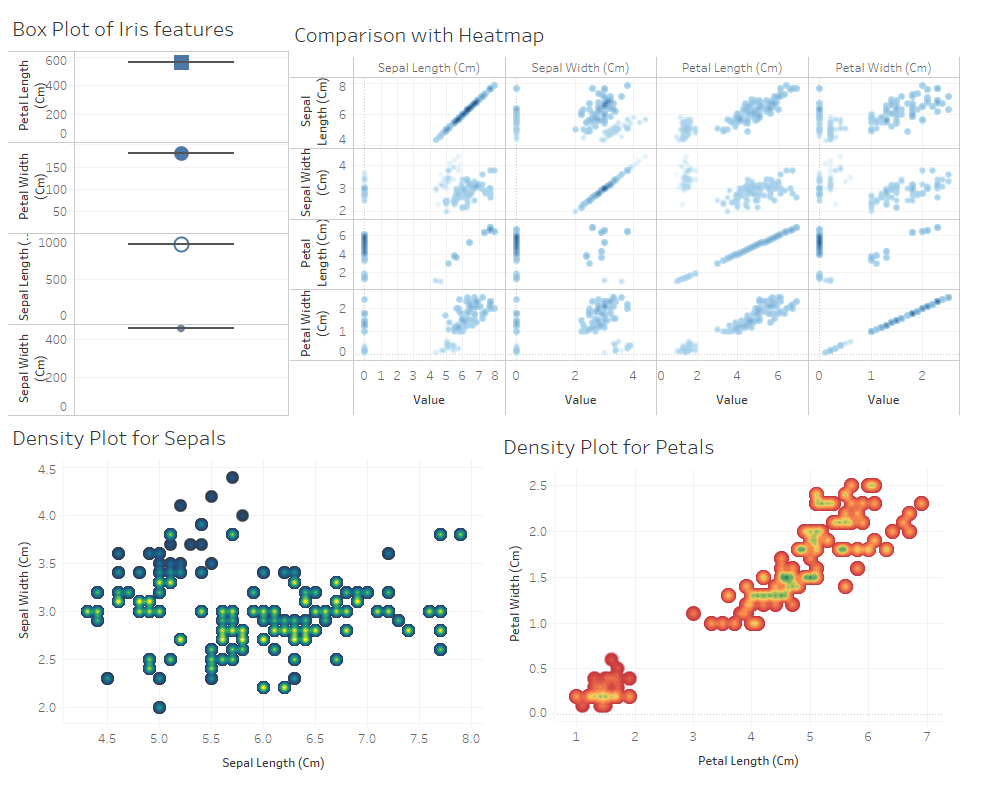 Box Plot of Iris features
Petal Length
(Cm)
600
400
200
0
Petal Width
(Cm)
150
100
50
Sepal Length (..
1000
500
0
Sepal Width
(Cm)
400
200
0
Comparison with Heatmap
Sepal Length (Cm)
Sepal Width (Cm)
Petal Length (Cm)
Petal Width (Cm)
Sepal
Length (Cm)
8
6
4
Sepal Width
(Cm)
4
3
2
Petal
Length (Cm)
6
4
2
Petal Width
(Cm)
2
1
0
0 1 2 3 4 5 6 7 8
0 2 4
0 2 4 6
0 1 2
Value
Value
Value
Value
Density Plot for Sepals
Sepal Width (Cm)
4.5
4.0
3.5
3.0
2.5
2.0
4.5 5.0 5.5 6.0 6.5 7.0 7.5 8.0
Sepal Length (Cm)
Density Plot for Petals
Petal Width (Cm)
2.5
2.0
1.5
1.0
0.5
0.0
1 2 3 4 5 6 7
Petal Length (Cm)